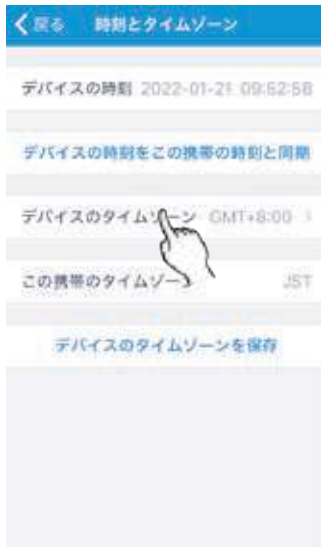 戻る 時刻とタイムゾーン
デバイスの時刻 2022-01-21 09:52:58
デバイスの時刻をこの携帯の時刻と同期
デバイスのタイムゾーン GMT+8:00
この携帯のタイムゾーン JST
デバイスのタイムゾーンを保存